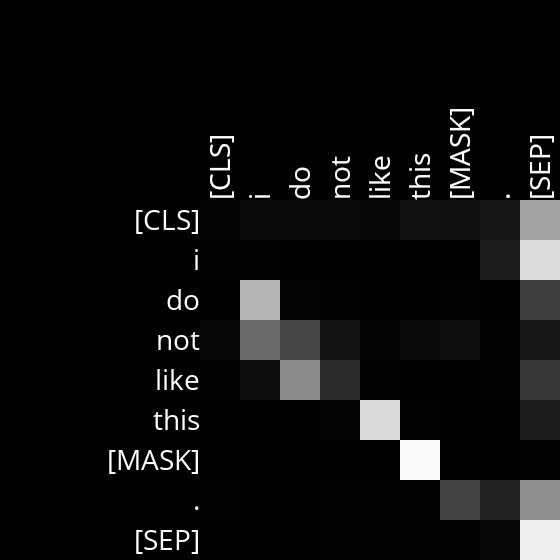 [CLS] i do not like this [MASK] . [SEP]
[CLS]
i
do
not
like
this
[MASK]
.
[SEP]